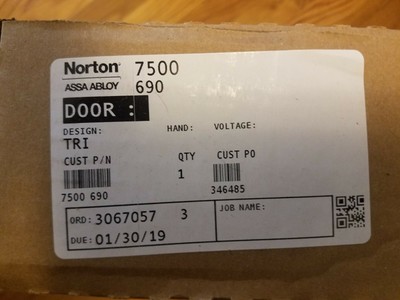 Norton 7500
ASSA ABLOY 690
DOOR :
DESIGN: HAND: VOLTAGE:
TRI
CUST P/N QTY CUST PO
1
7500 690 346485
ORD: 3067057 3 JOB NAME:
DUE: 01/30/19